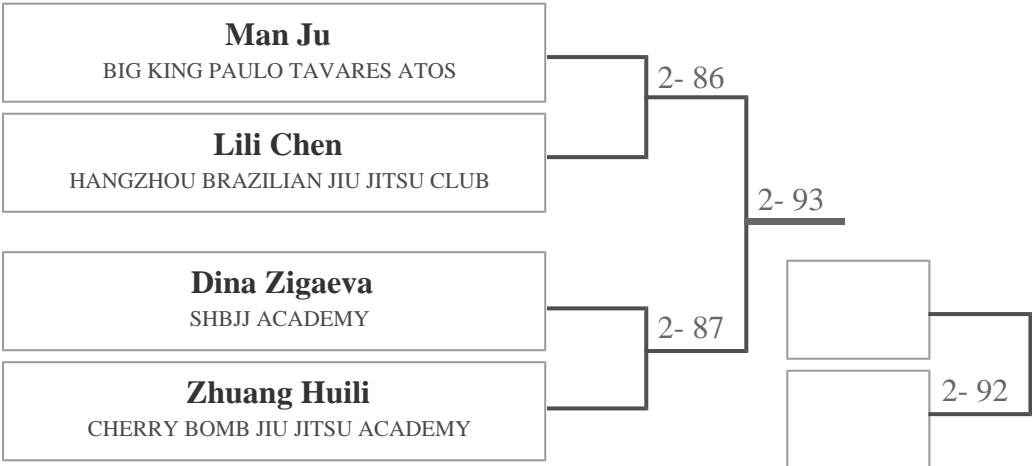 Man Ju
BIG KING PAULO TAVARES ATOS
2- 86
Lili Chen
HANGZHOU BRAZILIAN JIU JITSU CLUB
2- 93
Dina Zigaeva
SHBJJ ACADEMY
2- 87
Zhuang Huili
CHERRY BOMB JIU JITSU ACADEMY
2- 92